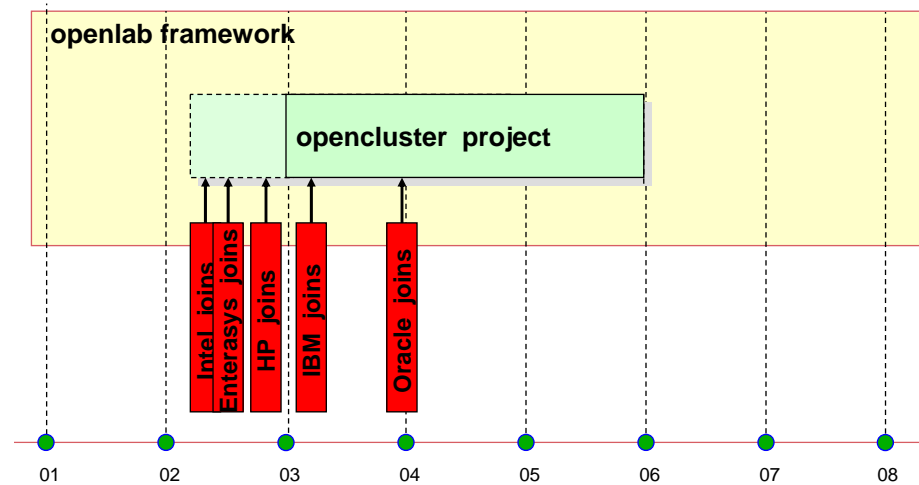 openlab framework
opencluster project
Intel joins
Enterasys joins
HP joins
IBM joins
Oracle joins
01 02 03 04 05 06 07 08